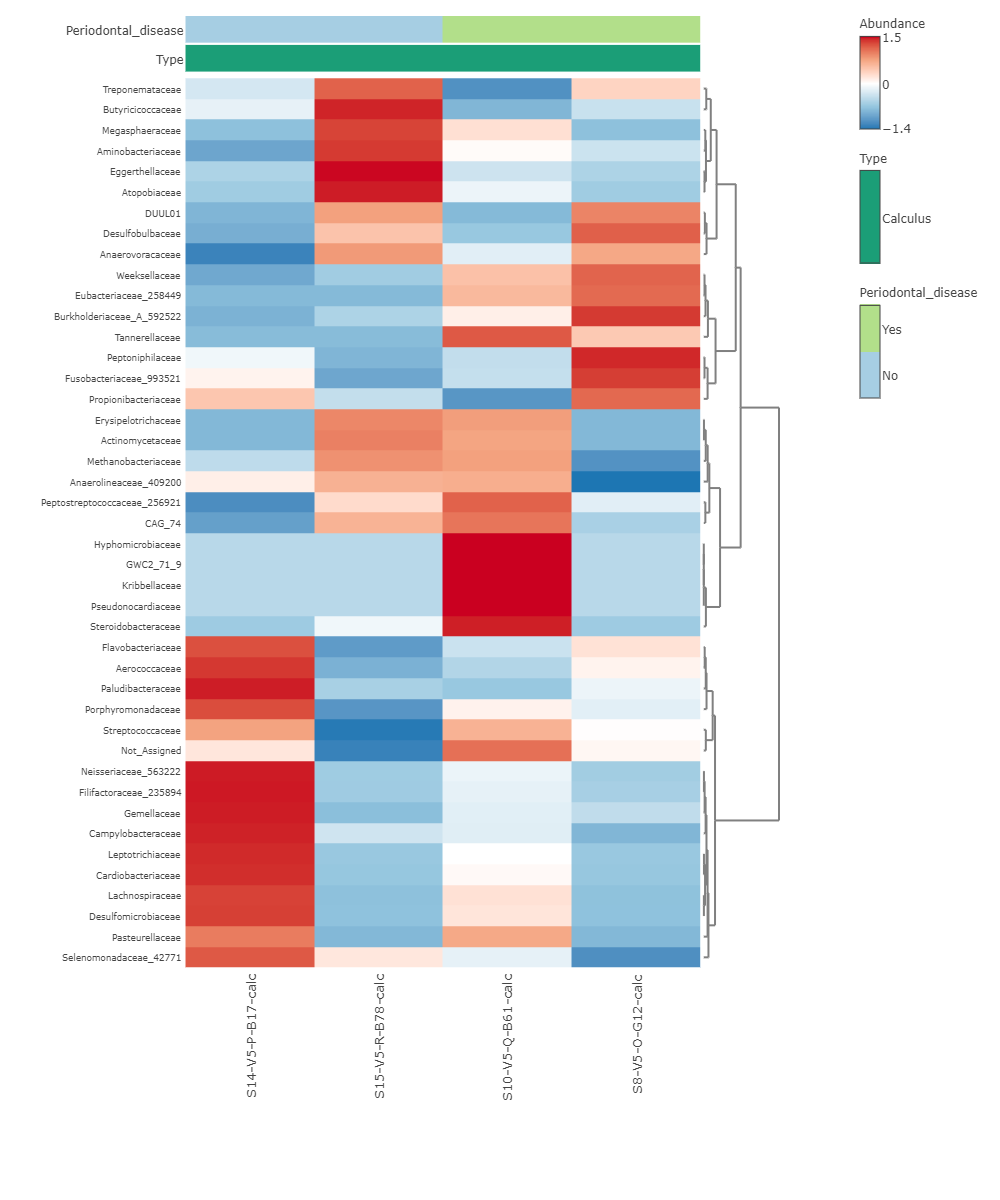 Periodontal_disease
Type
Treponemataceae
Butyricicoccaceae
Megasphaeraceae
Aminobacteriaceae
Eggerthellaceae
Atopobiaceae
DUUL01
Desulfobulbaceae
Anaerovoracaceae
Weeksellaceae
Eubacteriaceae_258449
Burkholderiaceae_A_592522
Tannerellaceae
Peptoniphilaceae
Fusobacteriaceae_993521
Propionibacteriaceae
Erysipelotrichaceae
Actinomycetaceae
Methanobacteriaceae
Anaerolineaceae_409200
Peptostreptococcaceae_256921
CAG_74
Hyphomicrobiaceae
GWC2_71_9
Kribbellaceae
Pseudonocardiaceae
Steroidobacteraceae
Flavobacteriaceae
Aerococcaceae
Paludibacteraceae
Porphyromonadaceae
Streptococcaceae
Not_Assigned
Neisseriaceae_563222
Filifactoraceae_235894
Gemellaceae
Campylobacteraceae
Leptotrichiaceae
Cardiobacteriaceae
Lachnospiraceae
Desulfomicrobiaceae
Pasteurellaceae
Selenomonadaceae_42771
S14-V5-P-B17-calc
S15-V5-R-B78-calc
S10-V5-Q-B61-calc
S8-V5-O-G12-calc
Abundance
1.5
0
−1.4
Type
Calculus
Periodontal_disease
Yes
No